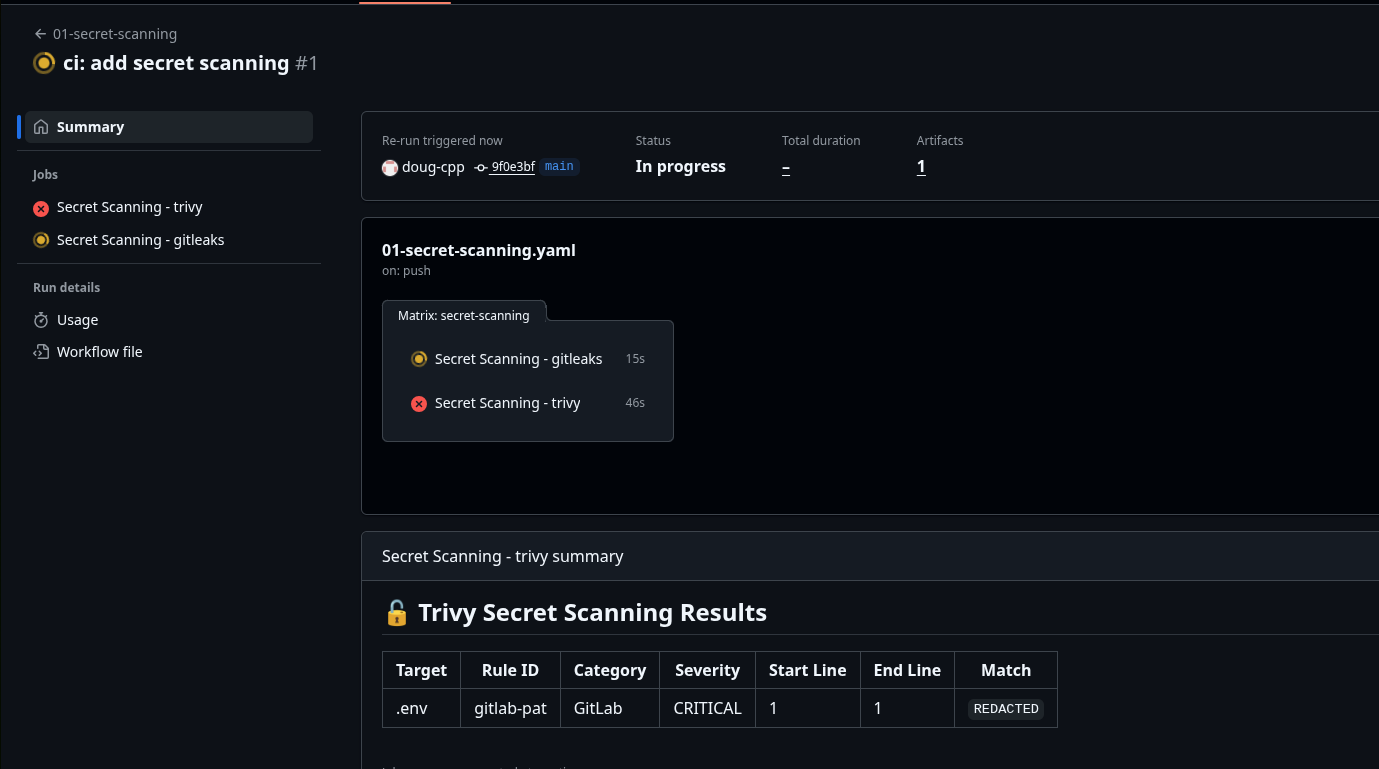 01-secret-scanning
ci: add secret scanning #1
Summary
Jobs
Secret Scanning - trivy
Secret Scanning - gitleaks
Run details
Usage
Workflow file
Re-run triggered now
doug-cpp 9f0e3bf main
Status
In progress
Total duration
–
Artifacts
1
01-secret-scanning.yaml
on: push
Matrix: secret-scanning
Secret Scanning - gitleaks 15s
Secret Scanning - trivy 46s
Secret Scanning - trivy summary
Trivy Secret Scanning Results
Target Rule ID Category Severity Start Line End Line Match
.env gitlab-pat GitLab CRITICAL 1 1 REDACTED